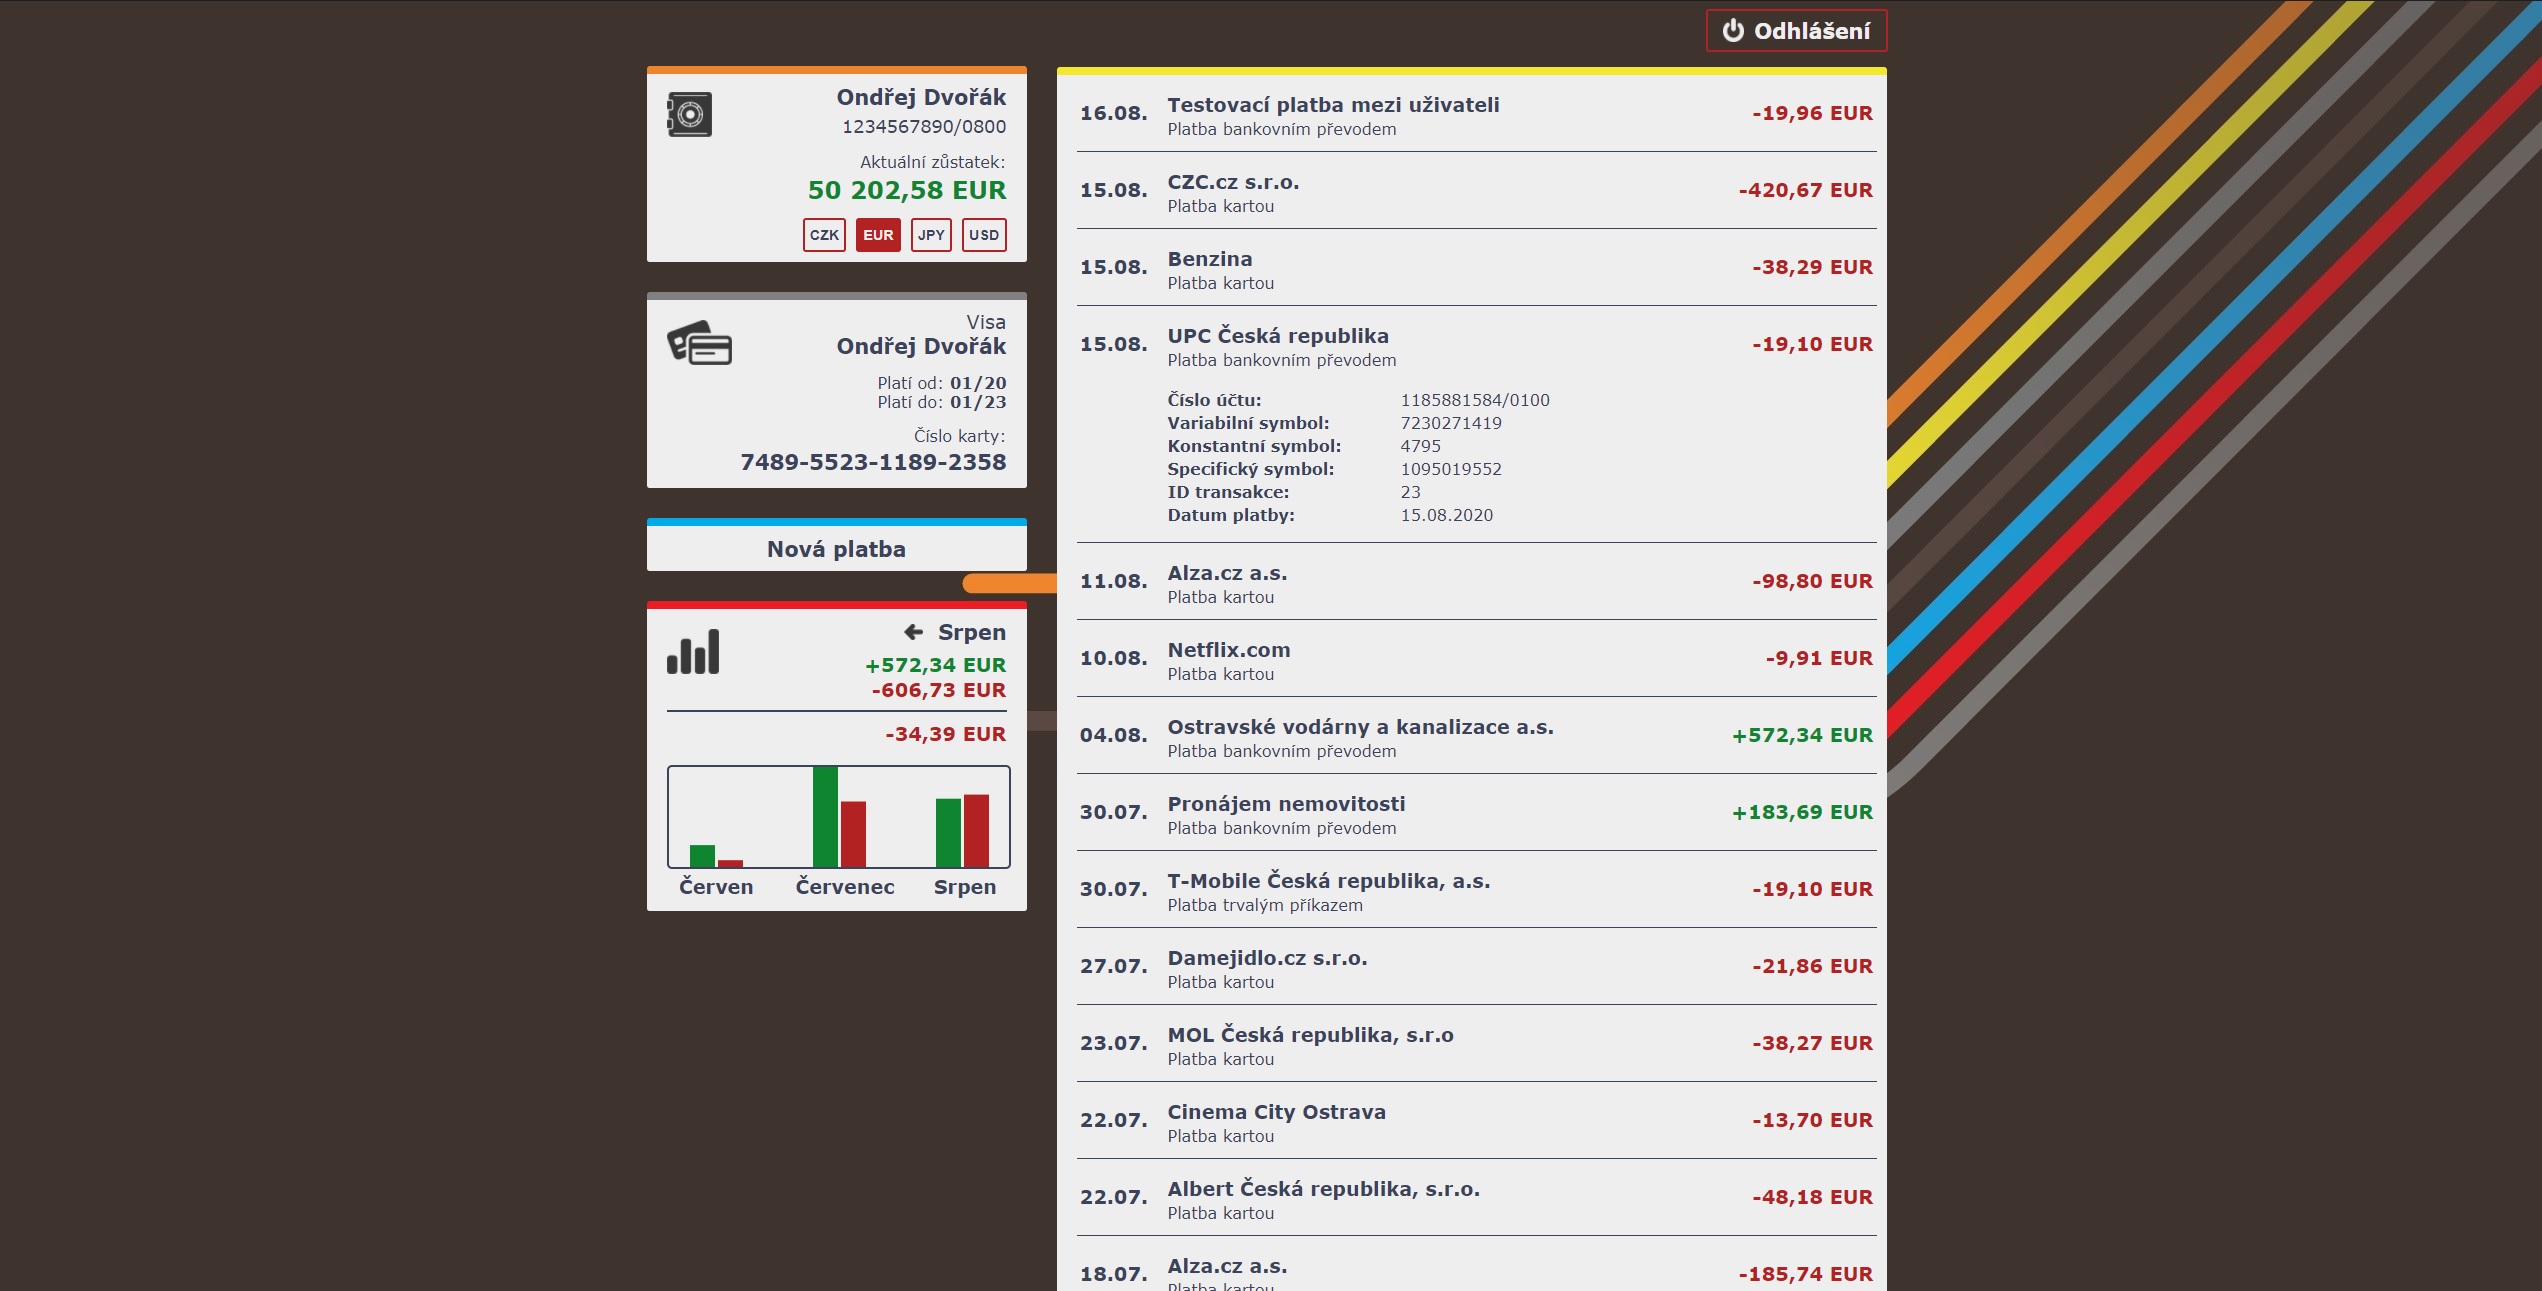 Odhlášení
Ondřej Dvořák
1234567890/0800
Aktuální zůstatek:
50 202,58 EUR
CZK EUR JPY USD
Visa
Ondřej Dvořák
Platí od: 01/20
Platí do: 01/23
Číslo karty:
7489-5523-1189-2358
Nová platba
Srpen
+572,34 EUR
-606,73 EUR
-34,39 EUR
Červen Červenec Srpen
16.08. Testovací platba mezi uživateli -19,96 EUR
Platba bankovním převodem
15.08. CZC.cz s.r.o. -420,67 EUR
Platba kartou
15.08. Benzina -38,29 EUR
Platba kartou
15.08. UPC Česká republika -19,10 EUR
Platba bankovním převodem
Číslo účtu: 1185881584/0100
Variabilní symbol: 7230271419
Konstantní symbol: 4795
Specifický symbol: 1095019552
ID transakce: 23
Datum platby: 15.08.2020
11.08. Alza.cz a.s. -98,80 EUR
Platba kartou
10.08. Netflix.com -9,91 EUR
Platba kartou
04.08. Ostravské vodárny a kanalizace a.s. +572,34 EUR
Platba bankovním převodem
30.07. Pronájem nemovitosti +183,69 EUR
Platba bankovním převodem
30.07. T-Mobile Česká republika, a.s. -19,10 EUR
Platba trvalým příkazem
27.07. Damejidlo.cz s.r.o. -21,86 EUR
Platba kartou
23.07. MOL Česká republika, s.r.o -38,27 EUR
Platba kartou
22.07. Cinema City Ostrava -13,70 EUR
Platba kartou
22.07. Albert Česká republika, s.r.o. -48,18 EUR
Platba kartou
18.07. Alza.cz a.s. -185,74 EUR
Platba kartou